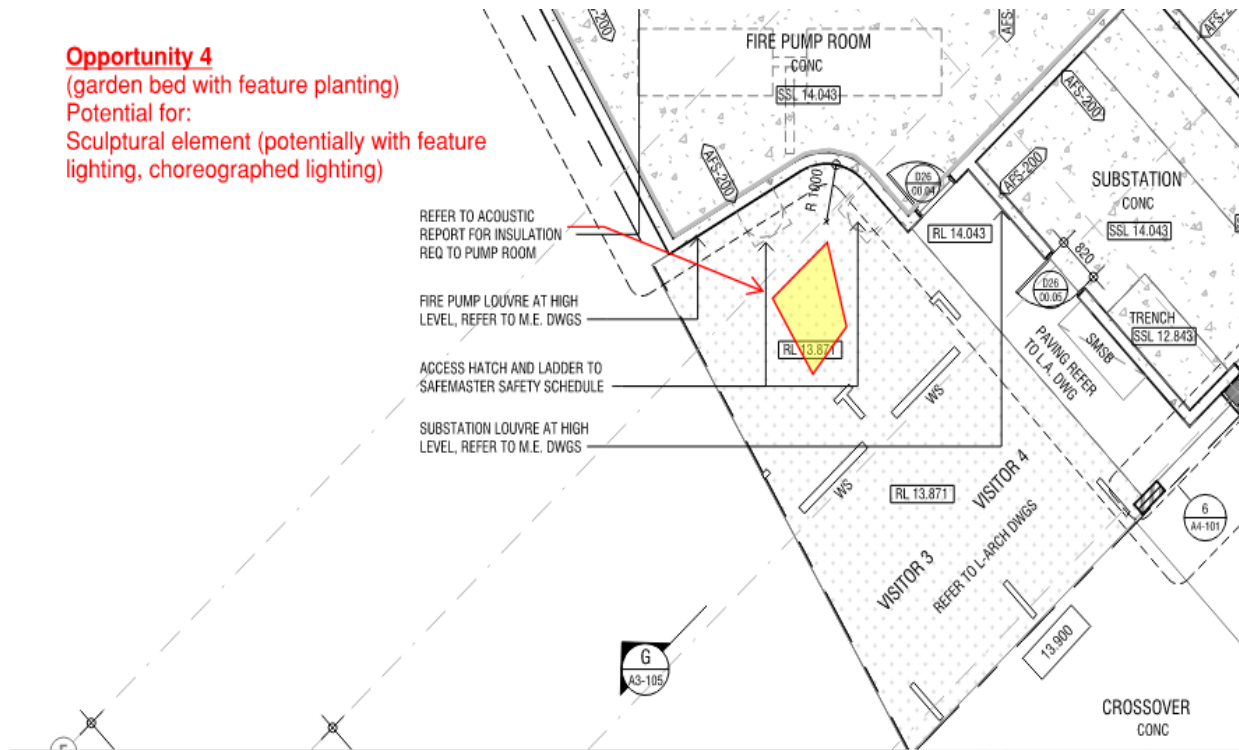 Opportunity 4
(garden bed with feature planting)
Potential for:
Sculptural element (potentially with feature
lighting, choreographed lighting)
AFS-200
AFS-200
AFS-200
FIRE PUMP ROOM
CONC
SSL 14.043
AFS-200
AFS-200
AFS-200
R 1000
D26
00.04
SUBSTATION
CONC
SSL 14.043
RL 14.043
820
D26
00.05
TRENCH
SSL 12.843
SMSB
PAVING REFER
TO L.A. DWG
REFER TO ACOUSTIC
REPORT FOR INSULATION
REQ TO PUMP ROOM
FIRE PUMP LOUVRE AT HIGH
LEVEL, REFER TO M.E. DWGS
RL 13.871
ACCESS HATCH AND LADDER TO
SAFEMASTER SAFETY SCHEDULE
SUBSTATION LOUVRE AT HIGH
LEVEL, REFER TO M.E. DWGS
WS
WS
RL 13.871
VISITOR 4
VISITOR 3
REFER TO L-ARCH DWGS
6
A4-101
13.900
G
A3-105
CROSSOVER
CONC